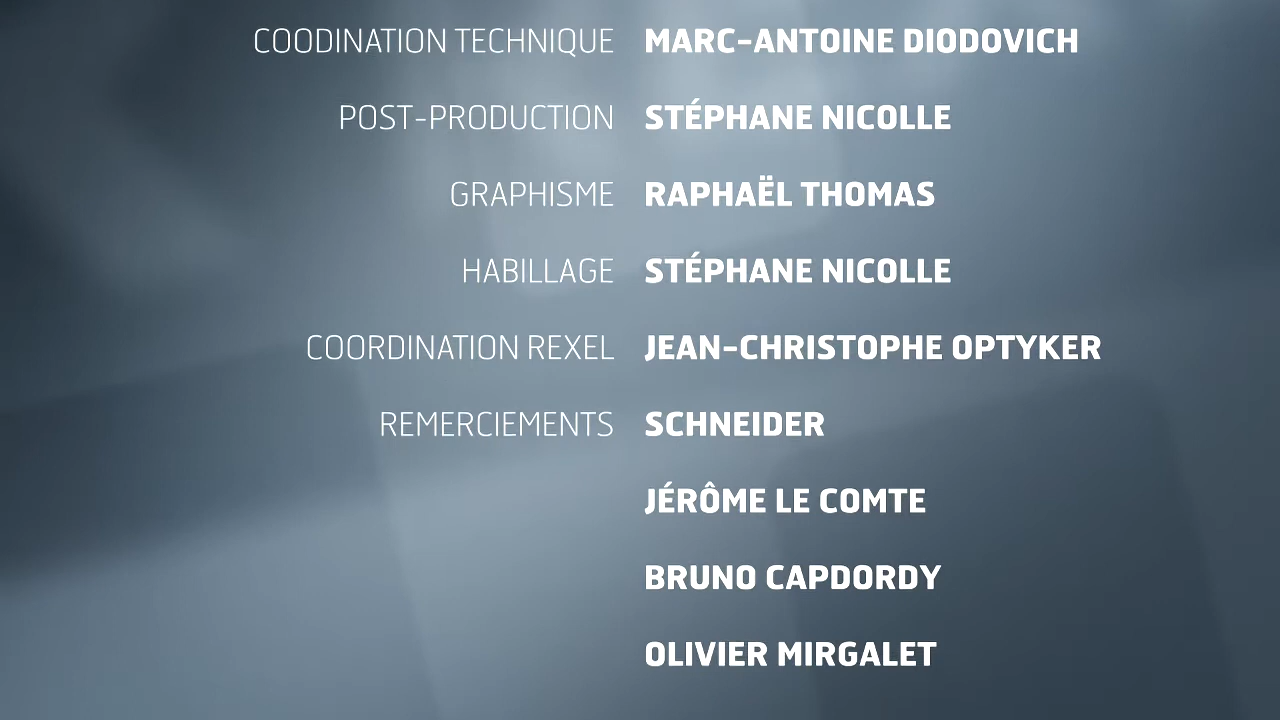 COODINATION TECHNIQUE MARC-ANTOINE DIODOVICH
POST-PRODUCTION STÉPHANE NICOLLE
GRAPHISME RAPHAËL THOMAS
HABILLAGE STÉPHANE NICOLLE
COORDINATION REXEL JEAN-CHRISTOPHE OPTYKER
REMERCIEMENTS SCHNEIDER
JÉRÔME LE COMTE
BRUNO CAPDORDY
OLIVIER MIRGALET